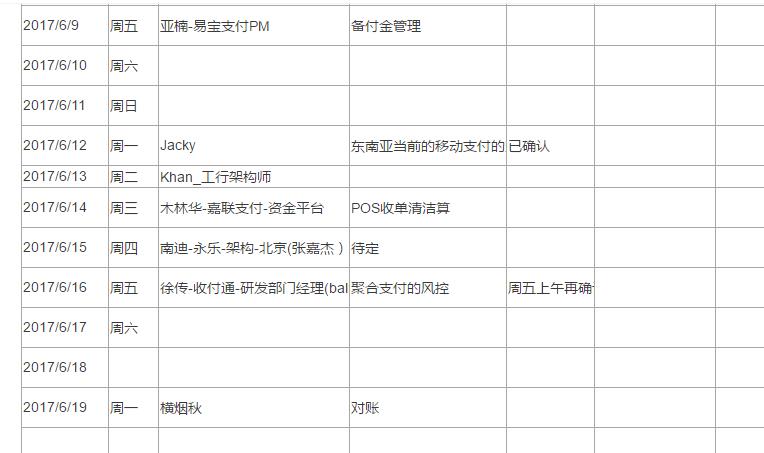 2017/6/9 周五 亚楠-易宝支付PM 备付金管理
2017/6/10 周六
2017/6/11 周日
2017/6/12 周一 Jacky 东南亚当前的移动支付的 已确认
2017/6/13 周二 Khan_工行架构师
2017/6/14 周三 木林华-嘉联支付-资金平台 POS收单清洁算
2017/6/15 周四 南迪-永乐-架构-北京(张嘉杰） 待定
2017/6/16 周五 徐传-收付通-研发部门经理(bal 聚合支付的风控 周五上午再确
2017/6/17 周六
2017/6/18
2017/6/19 周一 横烟秋 对账